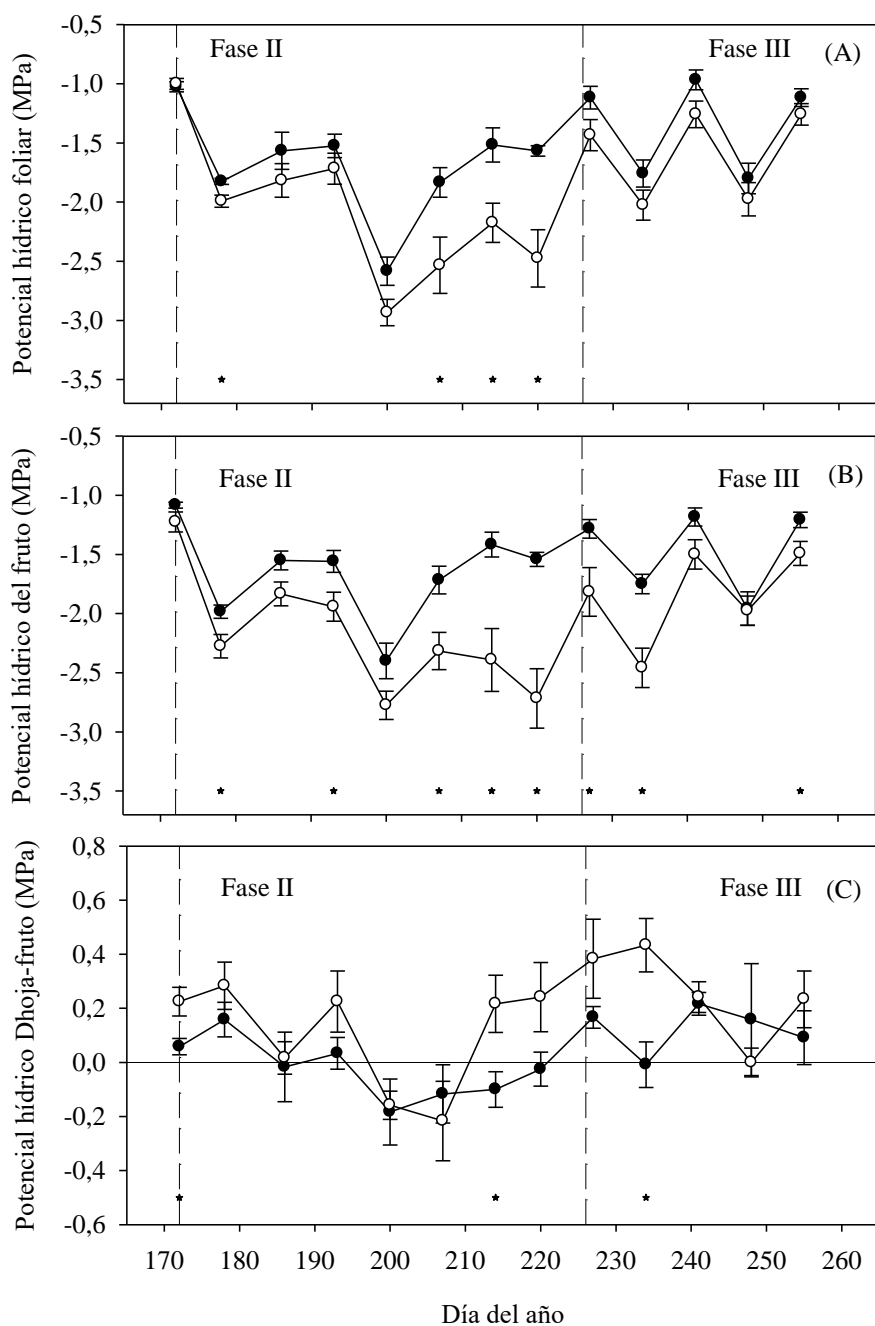 -0,5
Fase II
Fase III
(A)
-1,0
-1,5
-2,0
-2,5
-3,0
-3,5
Potencial hídrico foliar (MPa)
-0,5
Fase II
Fase III
(B)
-1,0
-1,5
-2,0
-2,5
-3,0
-3,5
Potencial hídrico del fruto (MPa)
0,8
Fase II
Fase III
(C)
0,6
0,4
0,2
0,0
-0,2
-0,4
-0,6
Potencial hídrico Dhoja-fruto (MPa)
170 180 190 200 210 220 230 240 250 260
Día del año